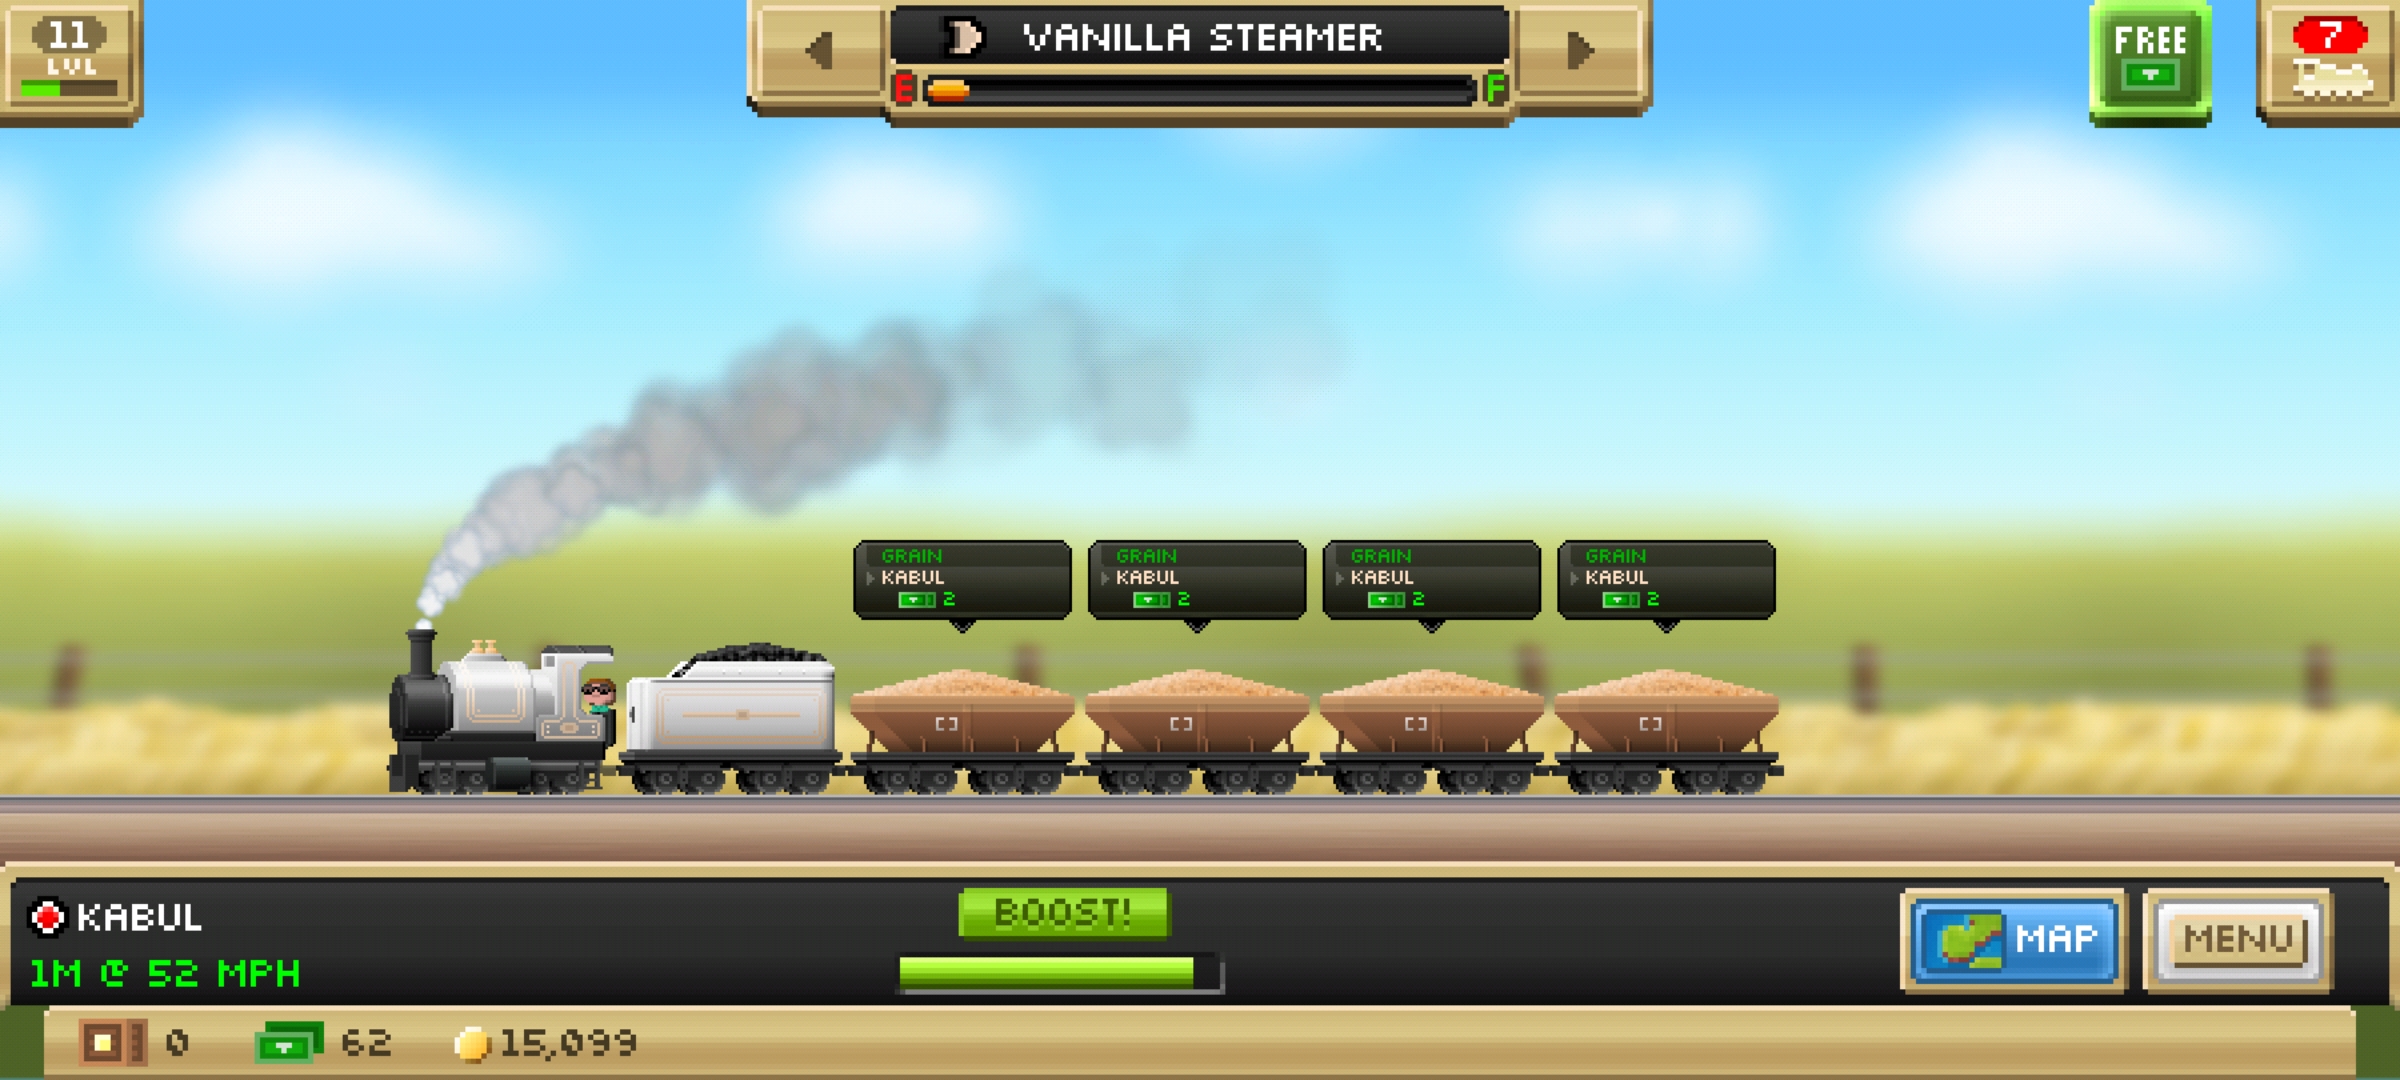 11
LVL
VANILLA STEAMER
E F
FREE
7
GRAIN
KABUL
2
GRAIN
KABUL
2
GRAIN
KABUL
2
GRAIN
KABUL
2
KABUL
1M @ 52 MPH
BOOST!
MAP
MENU
0
62
15,099